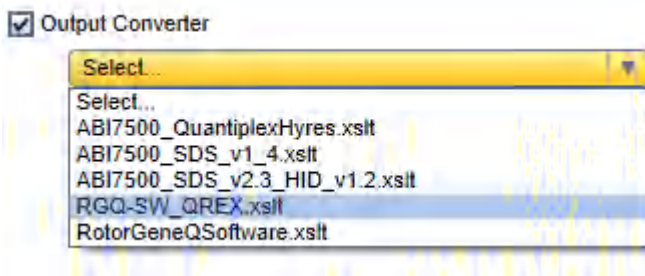 Output Converter
Select...
Select...
ABI7500_QuantiplexHyres.xslt
ABI7500_SDS_v1_4.xslt
ABI7500_SDS_v2.3_HID_v1.2.xslt
RGQ-SW_QREX.xslt
RotorGeneQSoftware.xslt